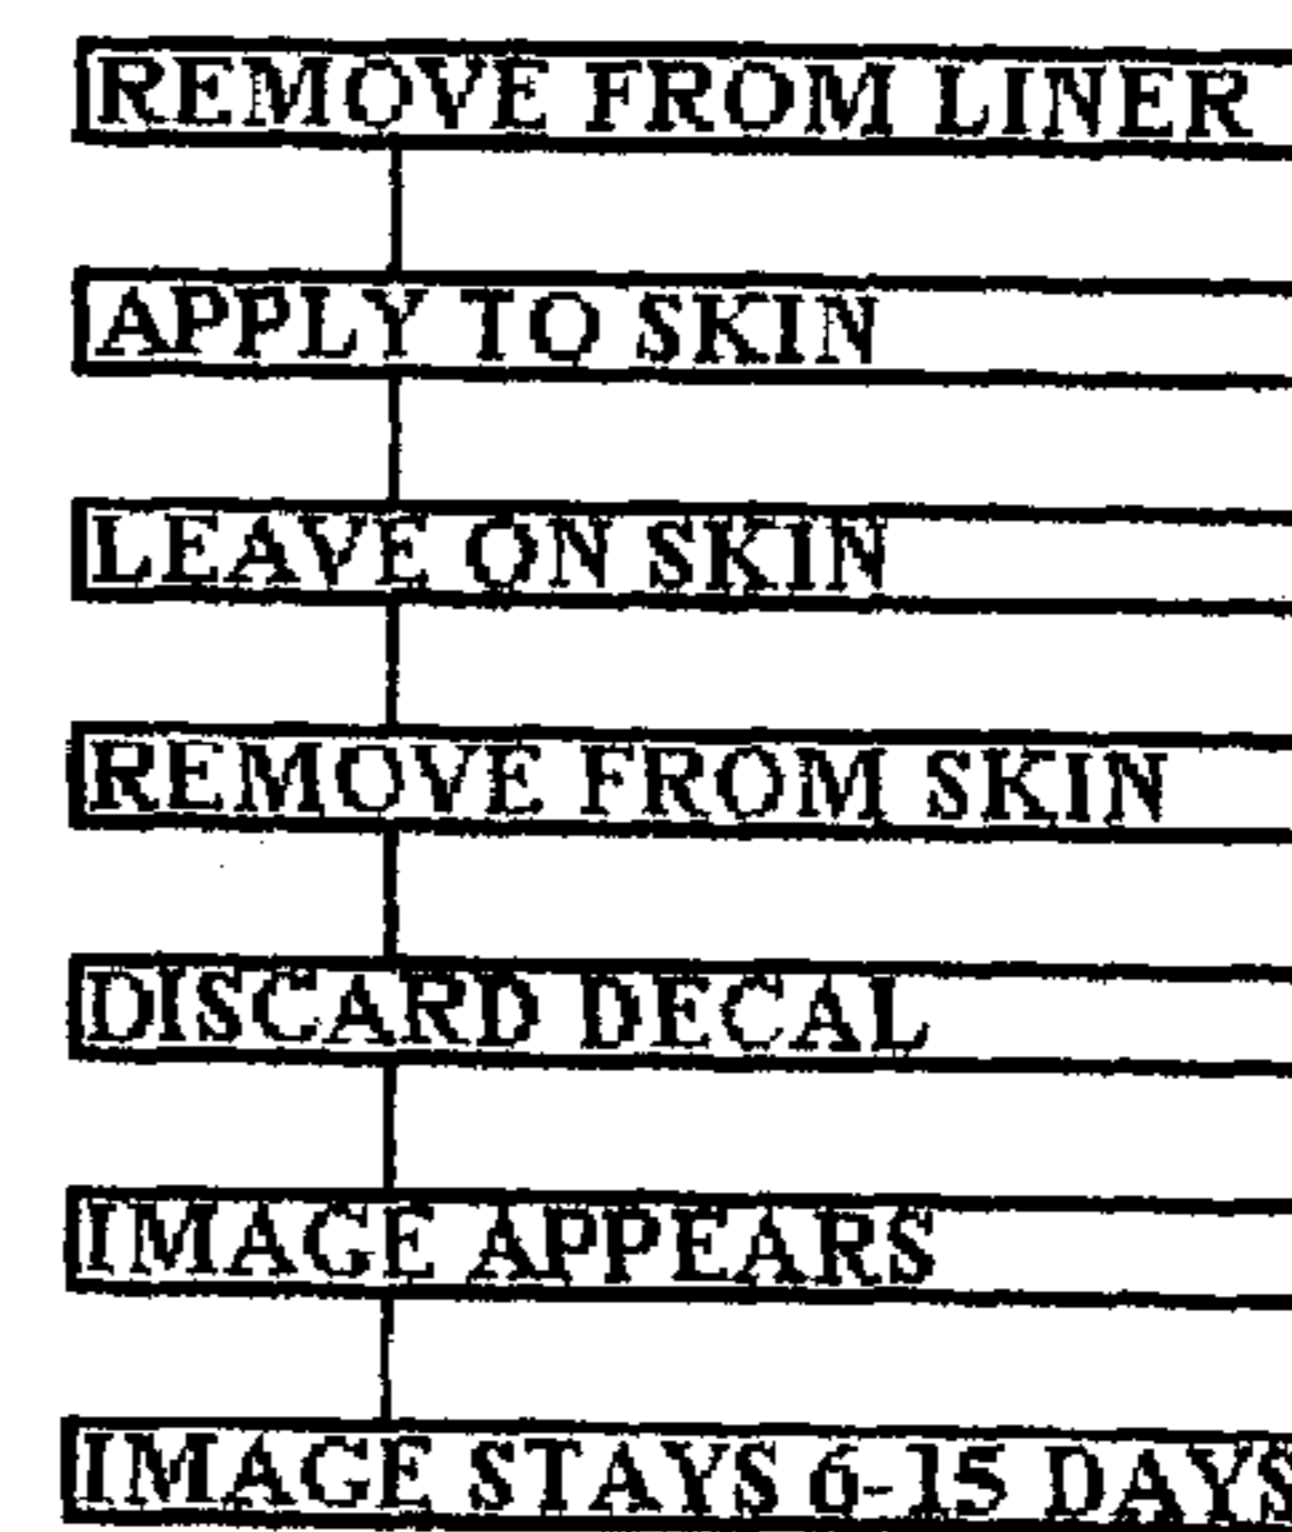 REMOVE FROM LINER
APPLY TO SKIN
LEAVE ON SKIN
REMOVE FROM SKIN
DISCARD DECAL
IMAGE APPEARS
IMAGE STAYS 6-15 DAYS